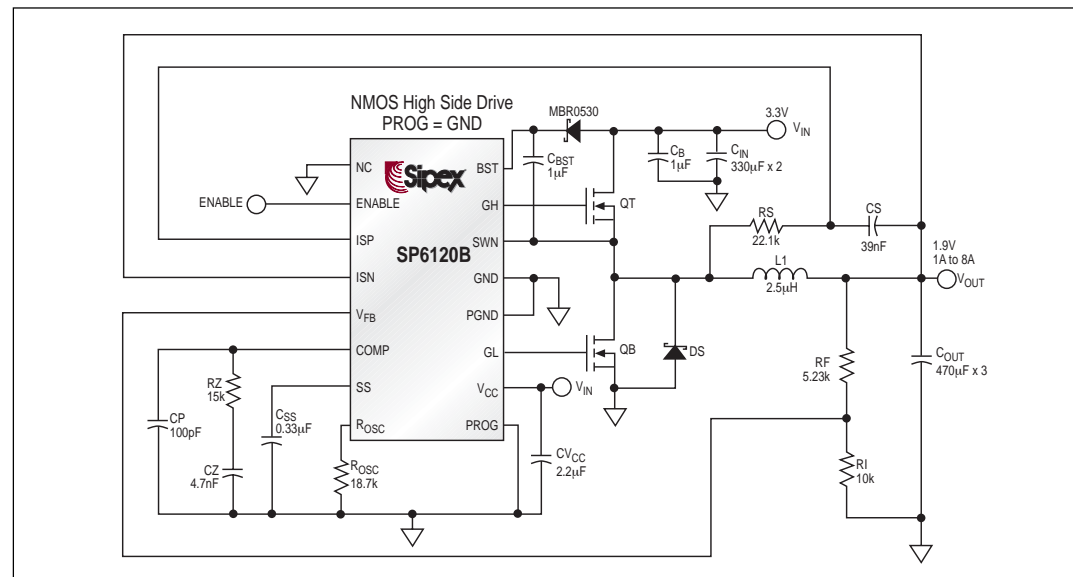 NMOS High Side Drive
PROG = GND
MBR0530
3.3V
VIN
NC
Sipex
BST
CBST
1µF
CB
1µF
CIN
330µF x 2
ENABLE
ENABLE
GH
QT
RS
22.1k
CS
39nF
ISP
SWN
SP6120B
1.9V
1A to 8A
VOUT
ISN
GND
L1
2.5µH
VFB
PGND
COMP
GL
QB
DS
RF
5.23k
COUT
470µF x 3
RZ
15k
SS
VCC
VIN
CP
100pF
CSS
0.33µF
ROSC
PROG
CZ
4.7nF
ROSC
18.7k
CVCC
2.2µF
RI
10k